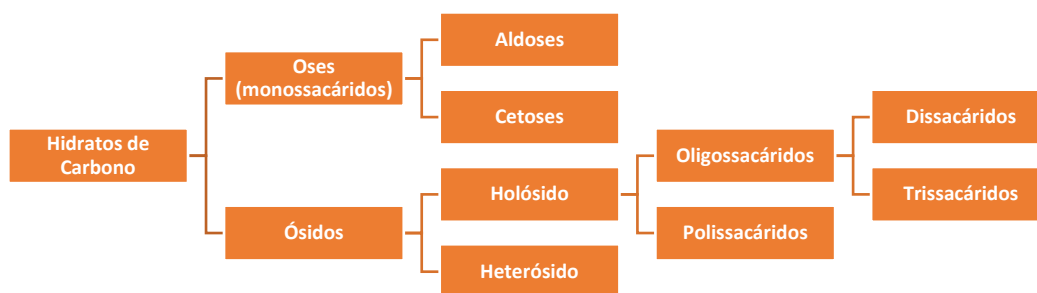 Hidratos de
Carbono
Oses
(monossacáridos)
Aldoses
Cetoses
Ósidos
Holósido
Oligossacáridos
Dissacáridos
Trissacáridos
Polissacáridos
Heterósido